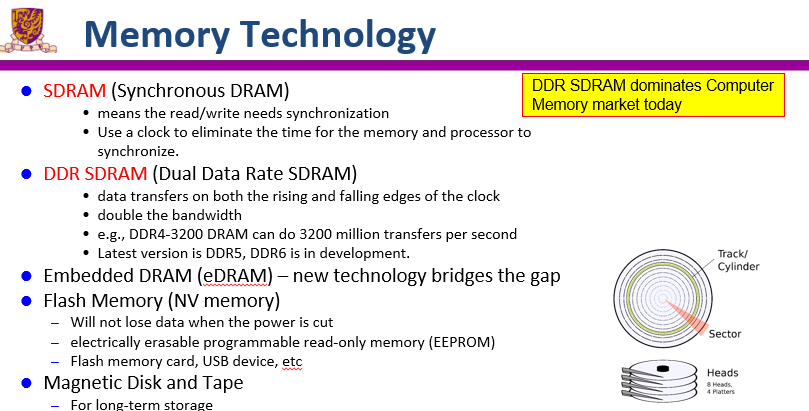 Memory Technology
SDRAM (Synchronous DRAM)
means the read/write needs synchronization
Use a clock to eliminate the time for the memory and processor to
synchronize.
DDR SDRAM (Dual Data Rate SDRAM)
data transfers on both the rising and falling edges of the clock
double the bandwidth
e.g., DDR4-3200 DRAM can do 3200 million transfers per second
Latest version is DDR5, DDR6 is in development.
Embedded DRAM (eDRAM) – new technology bridges the gap
Flash Memory (NV memory)
– Will not lose data when the power is cut
– electrically erasable programmable read-only memory (EEPROM)
– Flash memory card, USB device, etc
Magnetic Disk and Tape
– For long-term storage
DDR SDRAM dominates Computer
Memory market today
Track/
Cylinder
Sector
Heads
8 Heads,
4 Platters